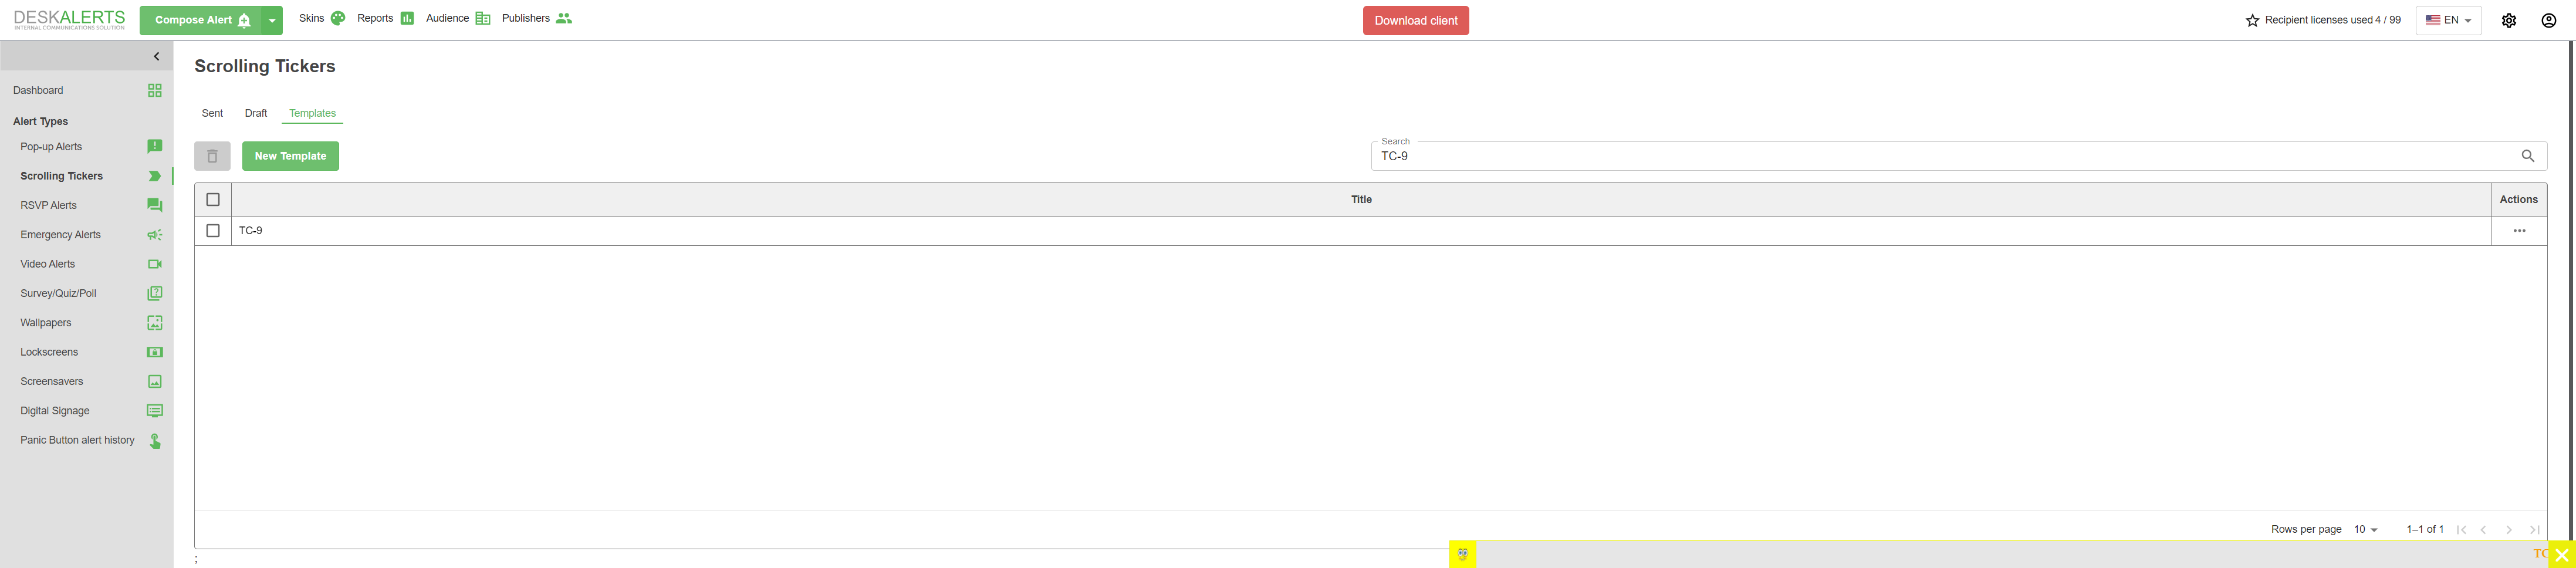 DESKALERTS
INTERNAL COMMUNICATIONS SOLUTION
Compose Alert
Skins
Reports
Audience
Publishers
Download client
Recipient licenses used 4 / 99
EN
Dashboard
Alert Types
Pop-up Alerts
Scrolling Tickers
RSVP Alerts
Emergency Alerts
Video Alerts
Survey/Quiz/Poll
Wallpapers
Lockscreens
Screensavers
Digital Signage
Panic Button alert history
Scrolling Tickers
Sent Draft Templates
New Template
Search
TC-9
Title Actions
TC-9
Rows per page 10 1–1 of 1
;
TC